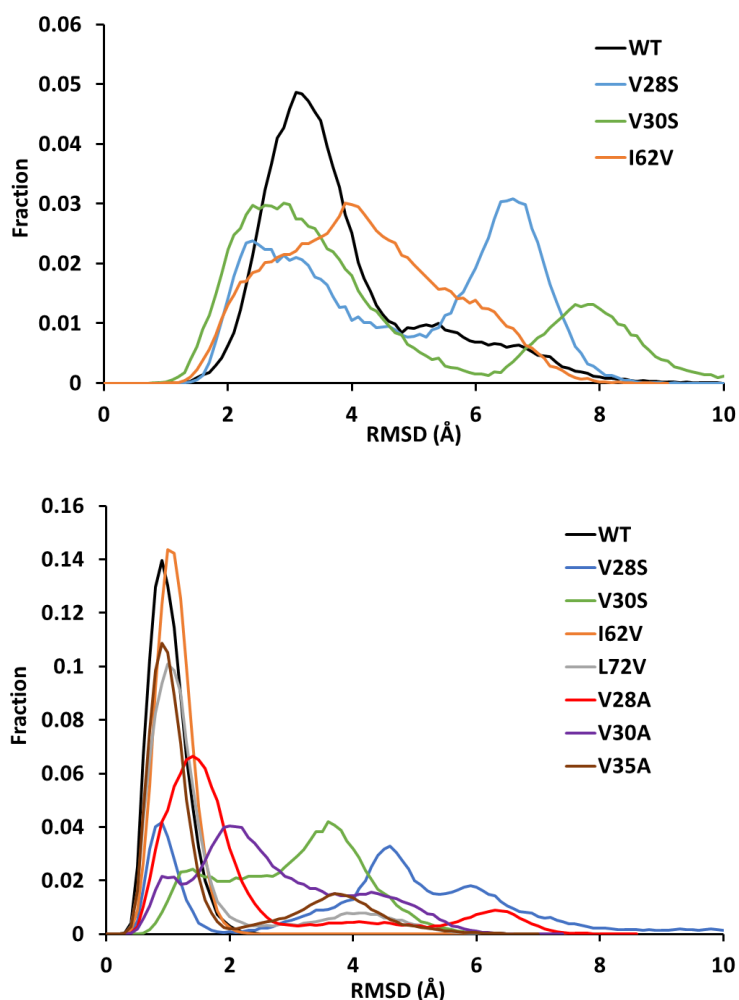 0.06
0.05
0.04
0.03
0.02
0.01
0
Fraction
WT
V28S
V30S
I62V
0 2 4 6 8 10
RMSD (Å)
0.16
0.14
0.12
0.1
0.08
0.06
0.04
0.02
0
Fraction
WT
V28S
V30S
I62V
L72V
V28A
V30A
V35A
0 2 4 6 8 10
RMSD (Å)